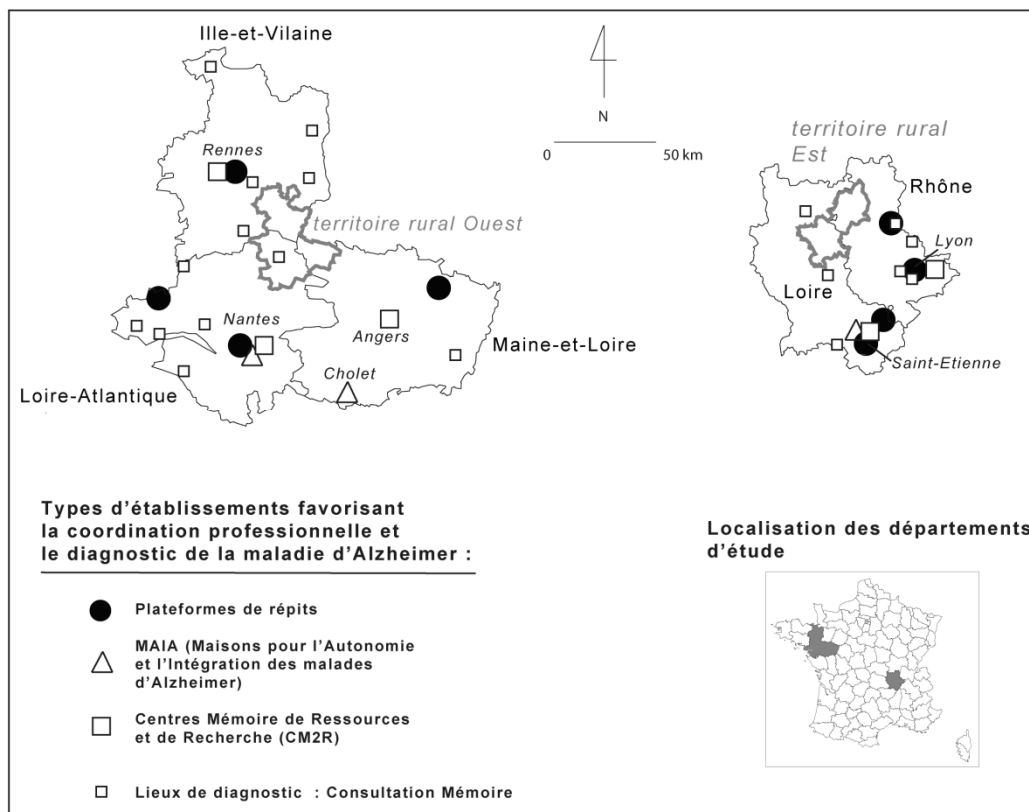 Ille-et-Vilaine
Rennes
territoire rural Ouest
Nantes
Angers
Cholet
Maine-et-Loire
Loire-Atlantique
N
0 50 km
territoire rural
Est
Rhône
Lyon
Loire
Saint-Etienne
Types d'établissements favorisant
la coordination professionnelle et
le diagnostic de la maladie d'Alzheimer :
Plateformes de répits
MAIA (Maisons pour l'Autonomie
et l'Intégration des malades
d'Alzheimer)
Centres Mémoire de Ressources
et de Recherche (CM2R)
Lieux de diagnostic : Consultation Mémoire
Localisation des départements
d'étude